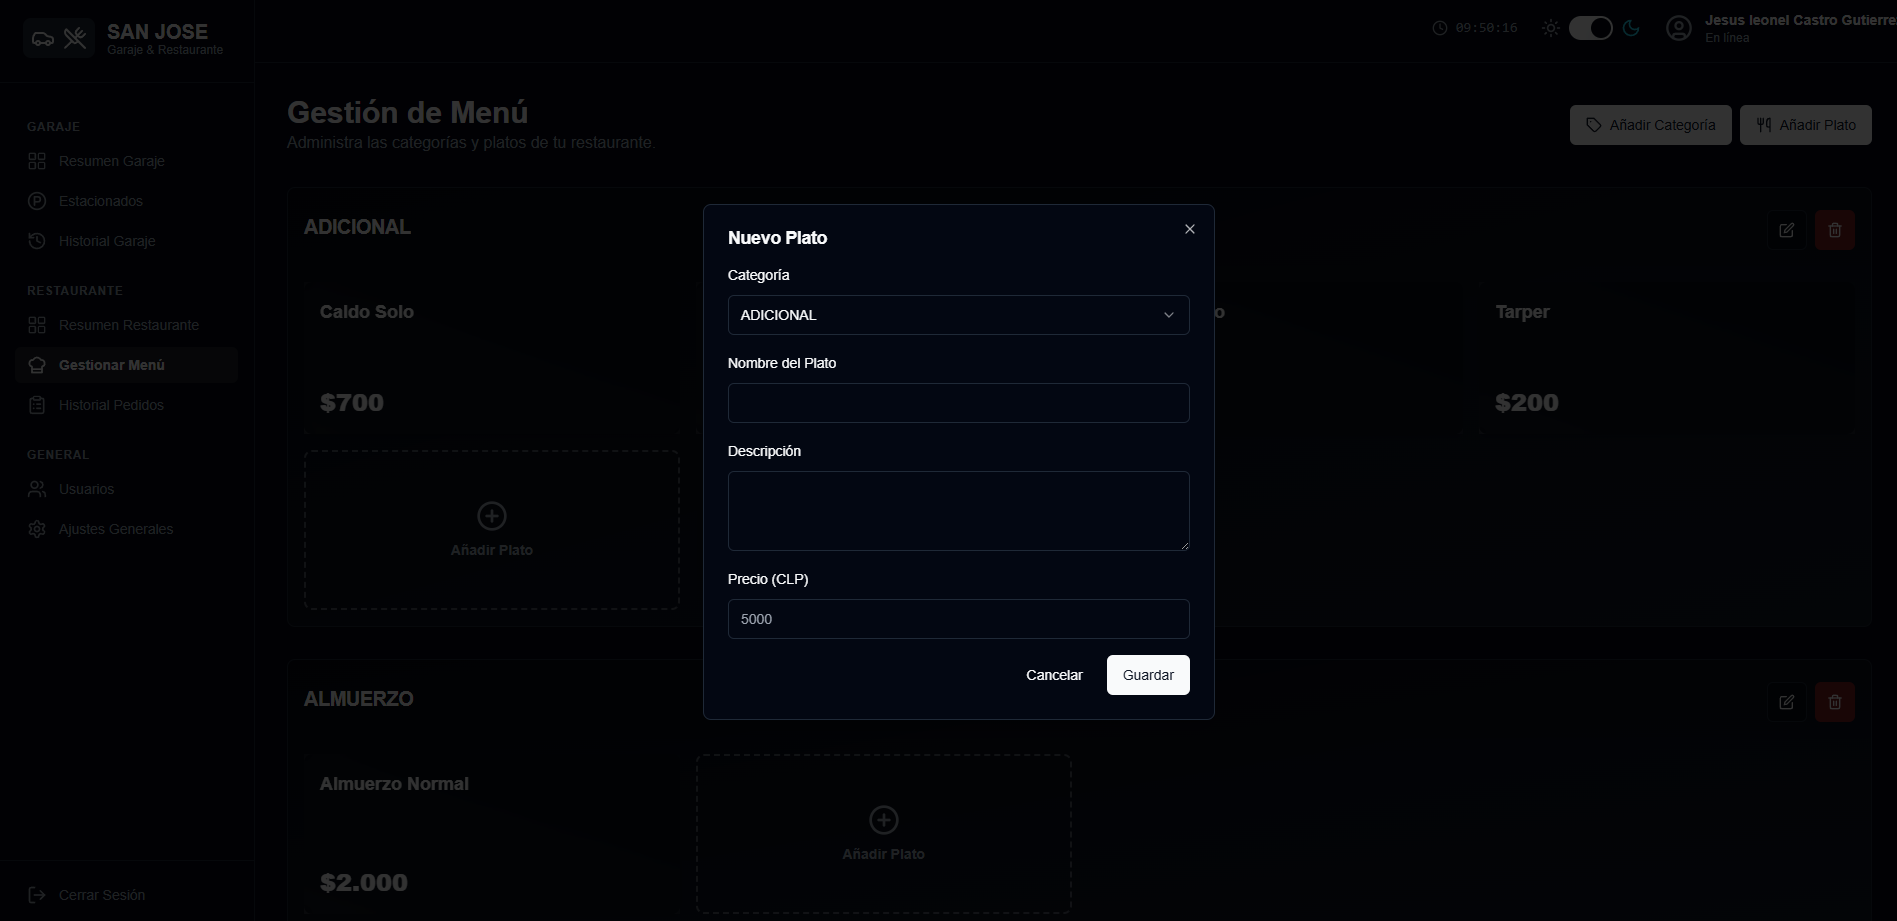 SAN JOSE
Garaje & Restaurante
09:50:16
Jesus leonel Castro Gutierre
En línea
GARAJE
Resumen Garaje
Estacionados
Historial Garaje
RESTAURANTE
Resumen Restaurante
Gestionar Menú
Historial Pedidos
GENERAL
Usuarios
Ajustes Generales
Cerrar Sesión
Gestión de Menú
Administra las categorías y platos de tu restaurante.
Añadir Categoría
Añadir Plato
ADICIONAL
Caldo Solo
$700
o
Tarper
$200
Añadir Plato
ALMUERZO
Almuerzo Normal
$2.000
Añadir Plato
Nuevo Plato
Categoría
ADICIONAL
Nombre del Plato
Descripción
Precio (CLP)
5000
Cancelar
Guardar